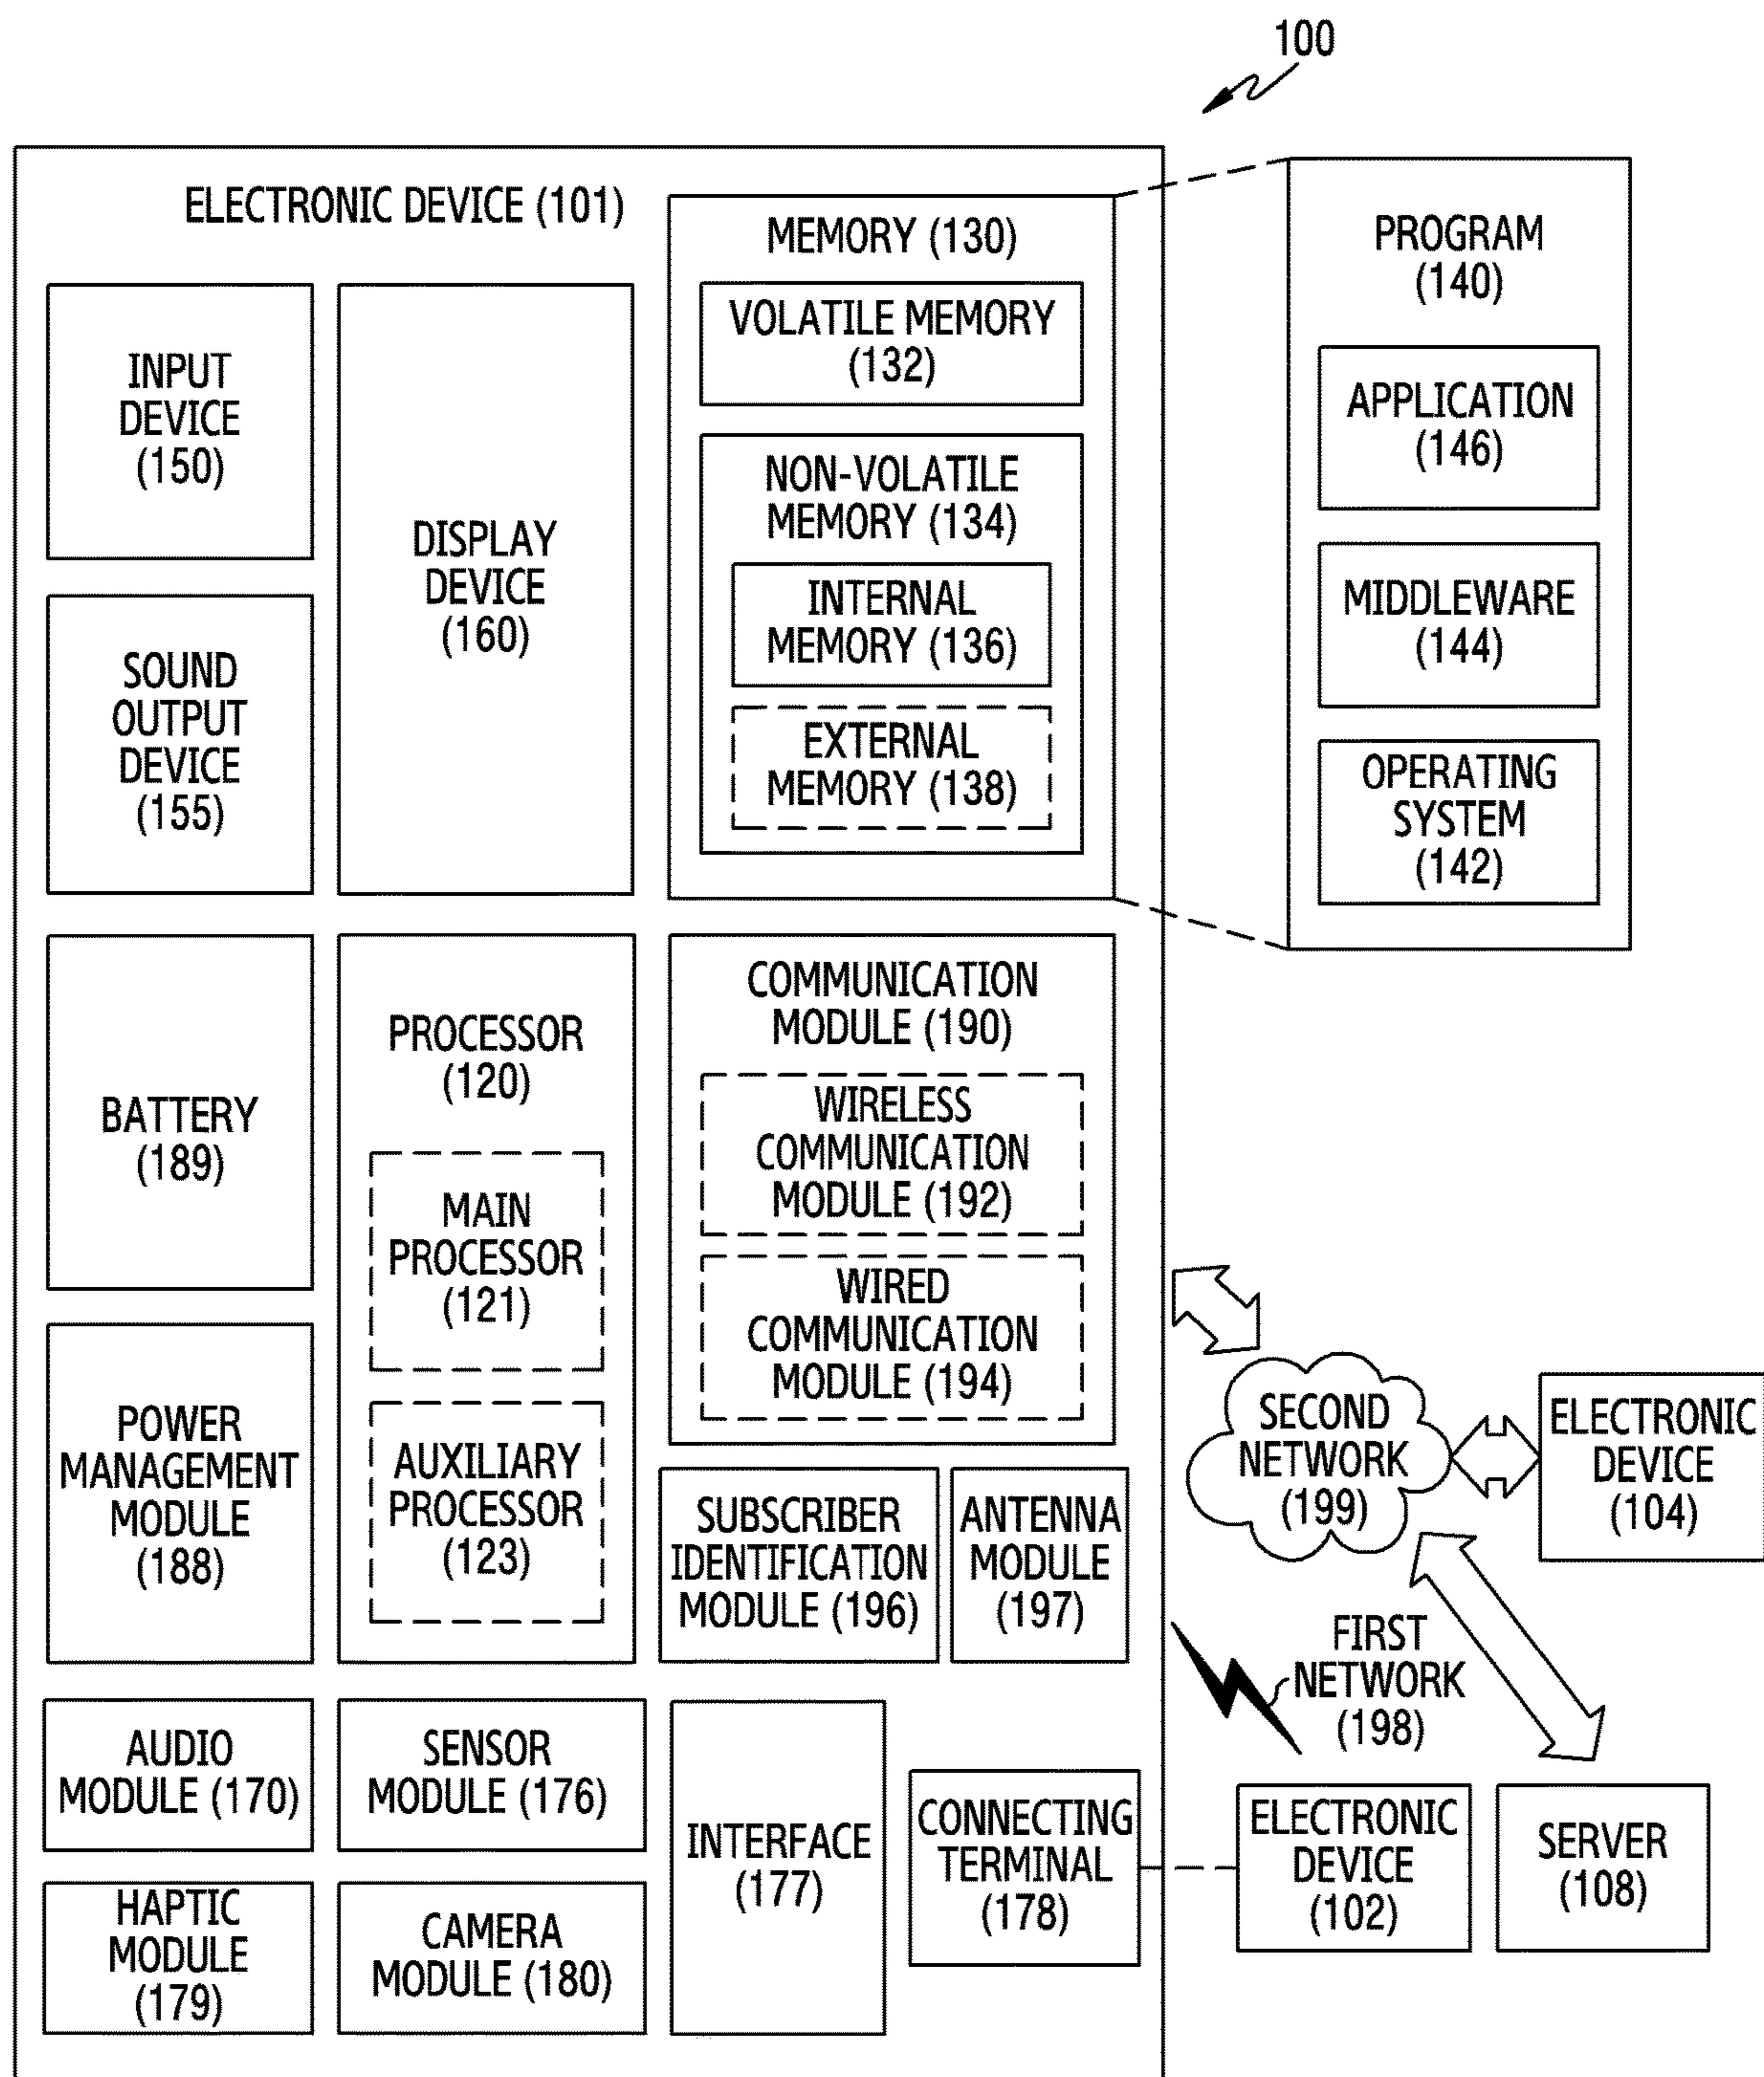 100
ELECTRONIC DEVICE (101)
INPUT
DEVICE
(150)
SOUND
OUTPUT
DEVICE
(155)
DISPLAY
DEVICE
(160)
MEMORY (130)
VOLATILE MEMORY
(132)
NON-VOLATILE
MEMORY (134)
INTERNAL
MEMORY (136)
EXTERNAL
MEMORY (138)
PROGRAM
(140)
APPLICATION
(146)
MIDDLEWARE
(144)
OPERATING
SYSTEM
(142)
BATTERY
(189)
POWER
MANAGEMENT
MODULE
(188)
PROCESSOR
(120)
MAIN
PROCESSOR
(121)
AUXILIARY
PROCESSOR
(123)
COMMUNICATION
MODULE (190)
WIRELESS
COMMUNICATION
MODULE (192)
WIRED
COMMUNICATION
MODULE (194)
SUBSCRIBER
IDENTIFICATION
MODULE (196)
ANTENNA
MODULE
(197)
SECOND
NETWORK
(199)
ELECTRONIC
DEVICE
(104)
FIRST
NETWORK
(198)
AUDIO
MODULE (170)
SENSOR
MODULE (176)
HAPTIC
MODULE
(179)
CAMERA
MODULE (180)
INTERFACE
(177)
CONNECTING
TERMINAL
(178)
ELECTRONIC
DEVICE
(102)
SERVER
(108)